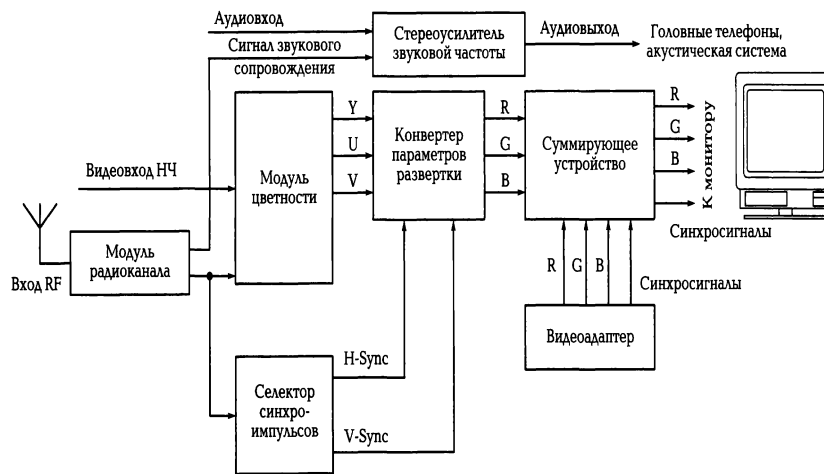 Аудиовход
Сигнал звукового
сопровождения
Стереоусилитель
звуковой частоты
Аудиовыход
Головные телефоны,
акустическая система
Видеовход НЧ
Вход RF
Модуль
радиоканала
Модуль
цветности
Y
U
V
Конвертер
параметров
развертки
R
G
B
Суммирующее
устройство
R
G
B
К монитору
Синхросигналы
R
G
B
Синхросигналы
Видеоадаптер
Селектор
синхро-
импульсов
H-Sync
V-Sync